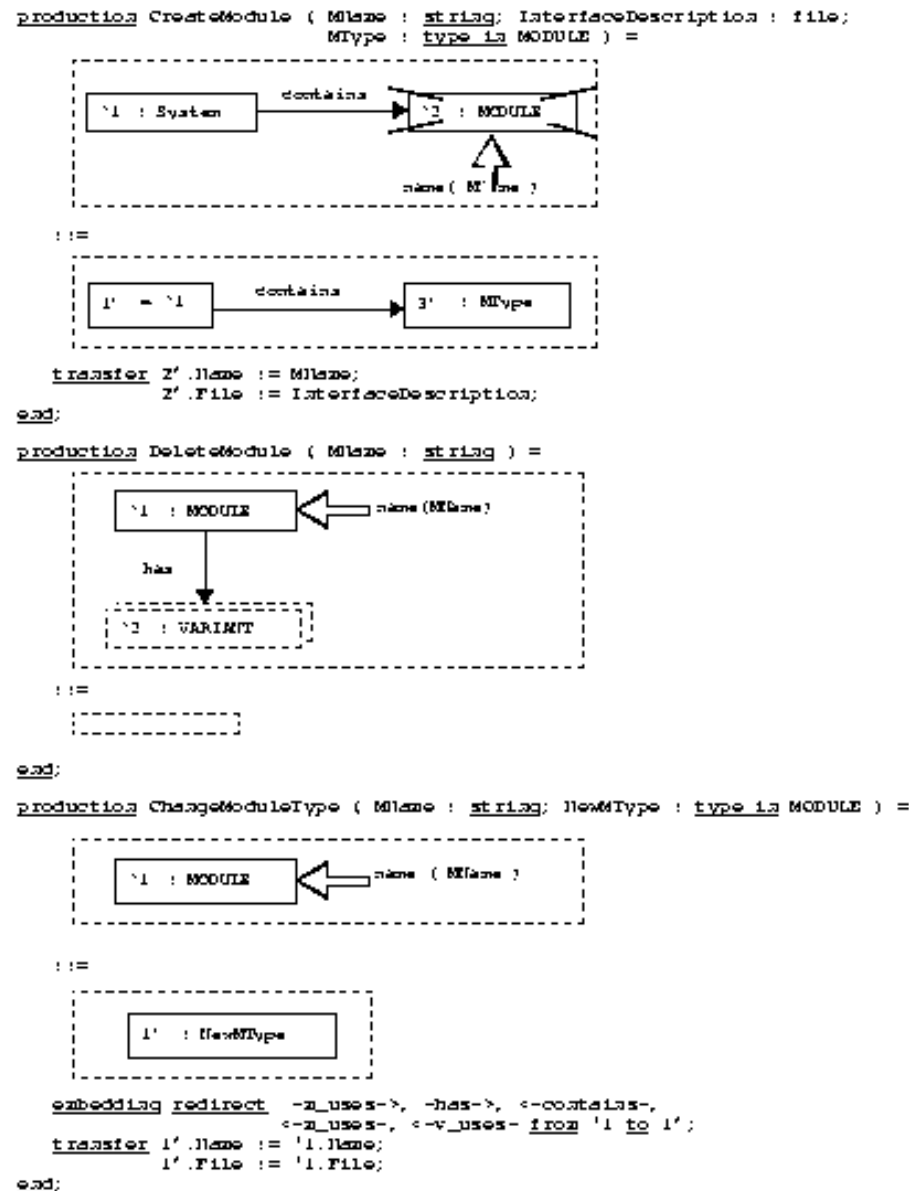 production CreateModule ( MName : string; InterfaceDescription : file;
MType : type in MODULE ) =
`1 : System
contains
`2 : MODULE
name ( MName )
::=
1' = `1
contains
3' : MType
transfer 2'.Name := MName;
2'.File := InterfaceDescription;
end;
production DeleteModule ( MName : string ) =
`1 : MODULE
name (MName)
has
`2 : VARIANT
::=
end;
production ChangeModuleType ( MName : string; NewMType : type in MODULE ) =
`1 : MODULE
name ( MName )
::=
1' : NewMType
embedding redirect -m_uses->, -has->, <-contains-,
<-m_uses-, <-v_uses- from `1 to 1';
transfer 1'.Name := `1.Name;
1'.File := `1.File;
end;